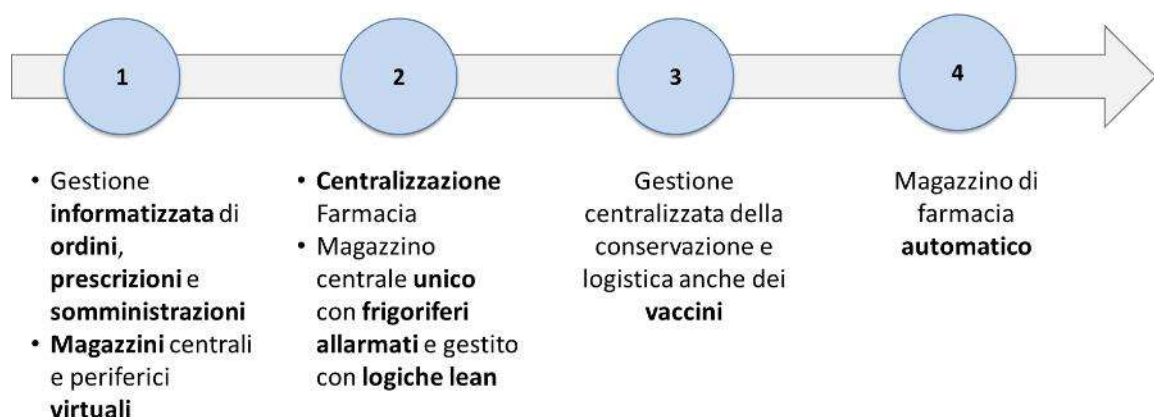 1
2
3
4
• Gestione
informatizzata di
ordini,
prescrizioni e
somministrazioni
• Magazzini centrali
e periferici
virtuali
• Centralizzazione
Farmacia
• Magazzino
centrale unico
con frigoriferi
allarmati e gestito
con logiche lean
Gestione
centralizzata della
conservazione e
logistica anche dei
vaccini
Magazzino di
farmacia
automatico